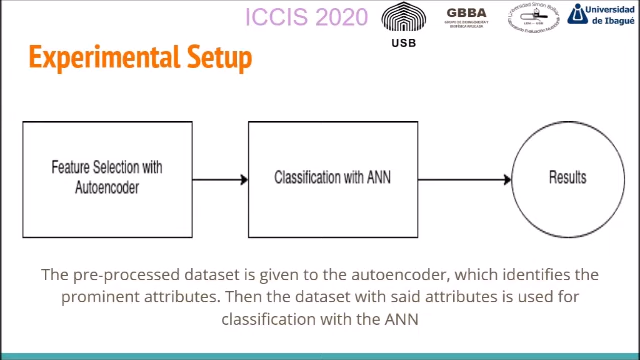 ICCIS 2020
USB
GBBA
Universidad
de Ibagué
Experimental Setup
Feature Selection with
Autoencoder
Classification with ANN
Results
The pre-processed dataset is given to the autoencoder, which identifies the
prominent attributes. Then the dataset with said attributes is used for
classification with the ANN